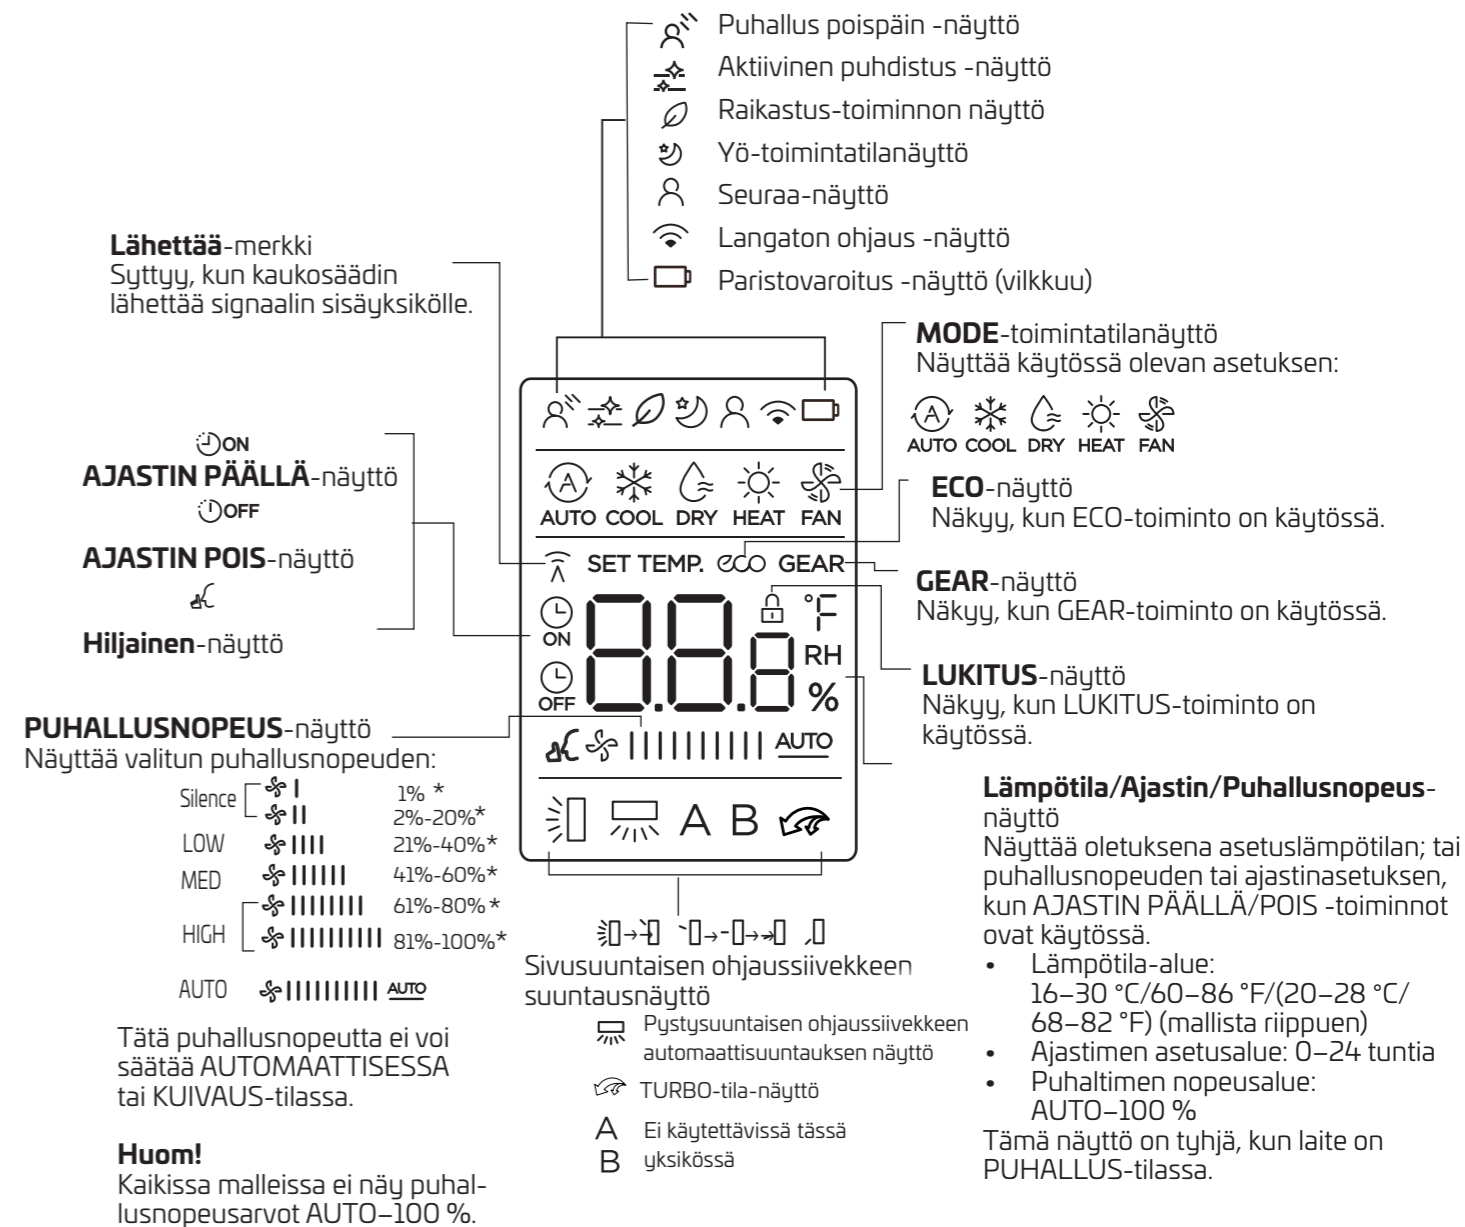 Puhallus poispäin -näyttö
Aktiivinen puhdistus -näyttö
Raikastus-toiminnon näyttö
Yö-toimintatilanäyttö
Seuraa-näyttö
Langaton ohjaus -näyttö
Paristovaroitus -näyttö (vilkkuu)
Lähettää-merkki
Syttyy, kun kaukosäädin
lähettää signaalin sisäyksikölle.
ON
AJASTIN PÄÄLLÄ-näyttö
OFF
AJASTIN POIS-näyttö
Hiljainen-näyttö
PUHALLUSNOPEUS-näyttö
Näyttää valitun puhallusnopeuden:
Silence 1% *
2%-20%*
LOW 21%-40%*
MED 41%-60%*
61%-80%*
HIGH 81%-100%*
AUTO AUTO
Tätä puhallusnopeutta ei voi
säätää AUTOMAATTISESSA
tai KUIVAUS-tilassa.
Huom!
Kaikissa malleissa ei näy puhal-
lusnopeusarvot AUTO–100 %.
A
AUTO COOL DRY HEAT FAN
SET TEMP. eco GEAR
ON
OFF
88.8
°F
RH
%
AUTO
A B
Sivusuuntaisen ohjaussiivekkeen
suuntausnäyttö
Pystysuuntaisen ohjaussiivekkeen
automaattisuuntauksen näyttö
TURBO-tila-näyttö
A Ei käytettävissä tässä
B yksikössä
MODE-toimintatilanäyttö
Näyttää käytössä olevan asetuksen:
A
AUTO COOL DRY HEAT FAN
ECO-näyttö
Näkyy, kun ECO-toiminto on käytössä.
GEAR-näyttö
Näkyy, kun GEAR-toiminto on käytössä.
LUKITUS-näyttö
Näkyy, kun LUKITUS-toiminto on
käytössä.
Lämpötila/Ajastin/Puhallusnopeus-
näyttö
Näyttää oletuksena asetuslämpötilan; tai
puhallusnopeuden tai ajastinasetuksen,
kun AJASTIN PÄÄLLÄ/POIS -toiminnot
ovat käytössä.
• Lämpötila-alue:
16–30 °C/60–86 °F/(20–28 °C/
68–82 °F) (mallista riippuen)
• Ajastimen asetusalue: 0–24 tuntia
• Puhaltimen nopeusalue:
AUTO–100 %
Tämä näyttö on tyhjä, kun laite on
PUHALLUS-tilassa.